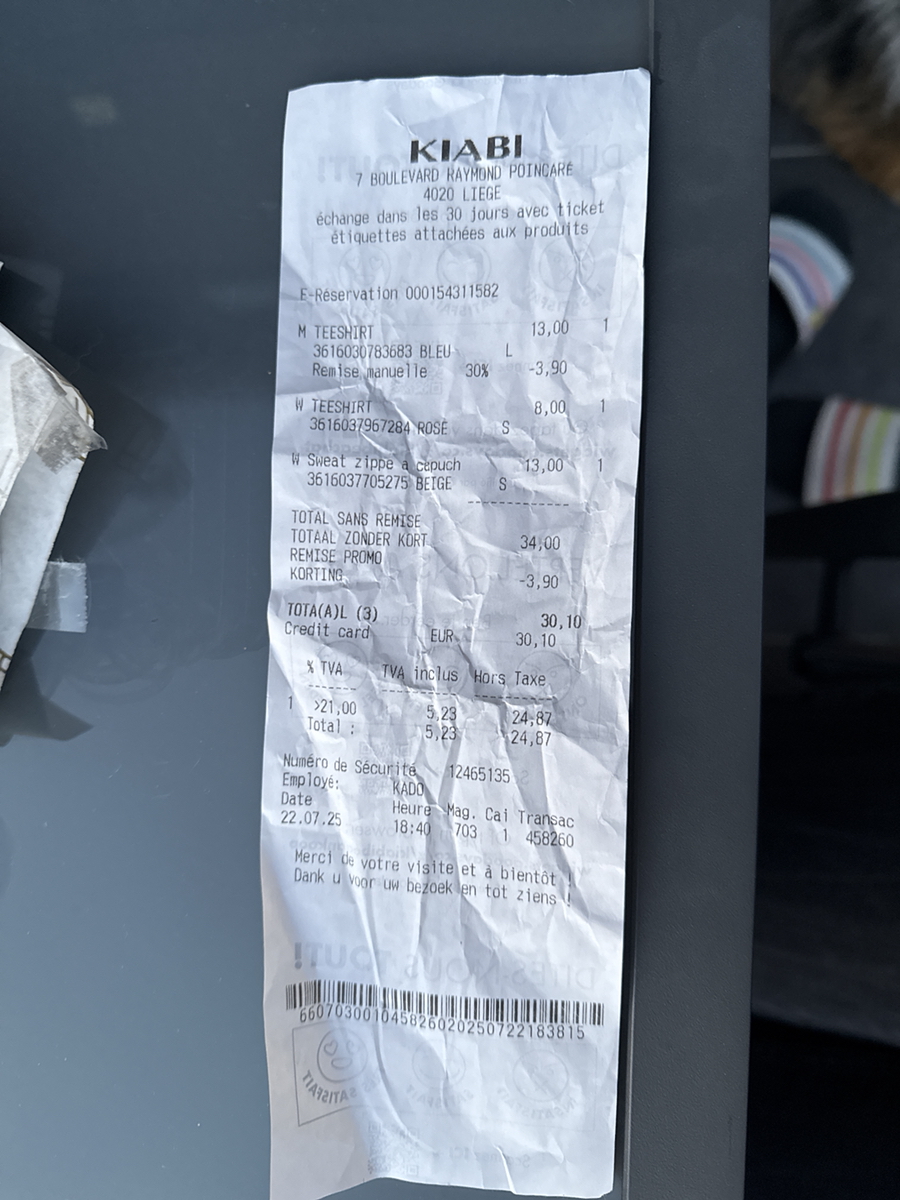 KIABI
7 BOULEVARD RAYMOND POINCARÉ
4020 LIEGE
échange dans les 30 jours avec ticket
étiquettes attachées aux produits
E-Réservation 000154311582
M TEESHIRT 13,00 1
3616030783683 BLEU L
Remise manuelle 30% -3,90
W TEESHIRT 8,00 1
3616037967284 ROSE S
W Sweat zippe à capuch 13,00 1
3616037705275 BEIGE S
TOTAL SANS REMISE
TOTAAL ZONDER KORT 34,00
REMISE PROMO
KORTING -3,90
TOTA(A)L (3) 30,10
Credit card EUR 30,10
% TVA TVA inclus Hors Taxe
1 >21,00 5,23 24,87
Total : 5,23 24,87
Numéro de Sécurité 12465135
Employé: KADO
Date Heure Mag. Cai Transac
22.07.25 18:40 703 1 458260
Merci de votre visite et à bientôt !
Dank u voor uw bezoek en tot ziens !
DITES-NOUS TOUT!
660703001045826020250722183815
SATISFAIT